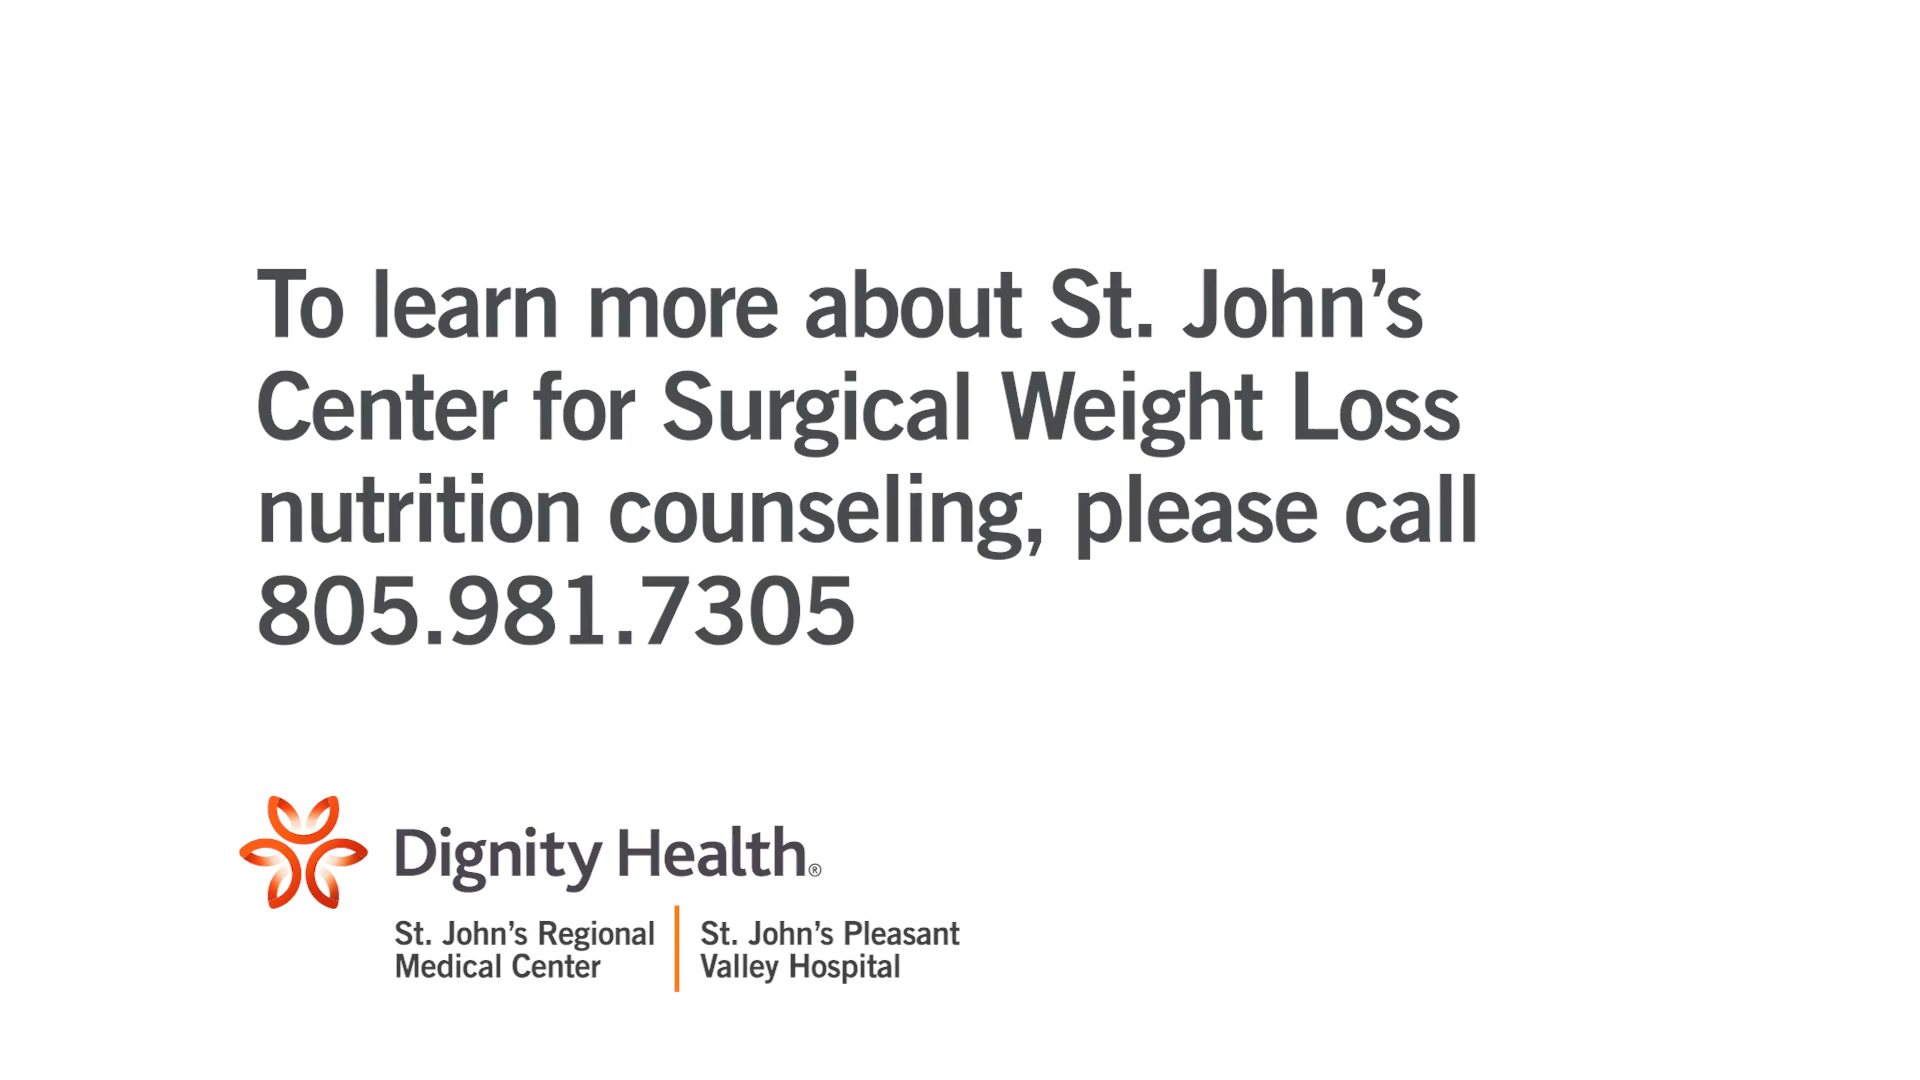 To learn more about St. John’s
Center for Surgical Weight Loss
nutrition counseling, please call
805.981.7305
Dignity Health®
St. John’s Regional
Medical Center
St. John’s Pleasant
Valley Hospital